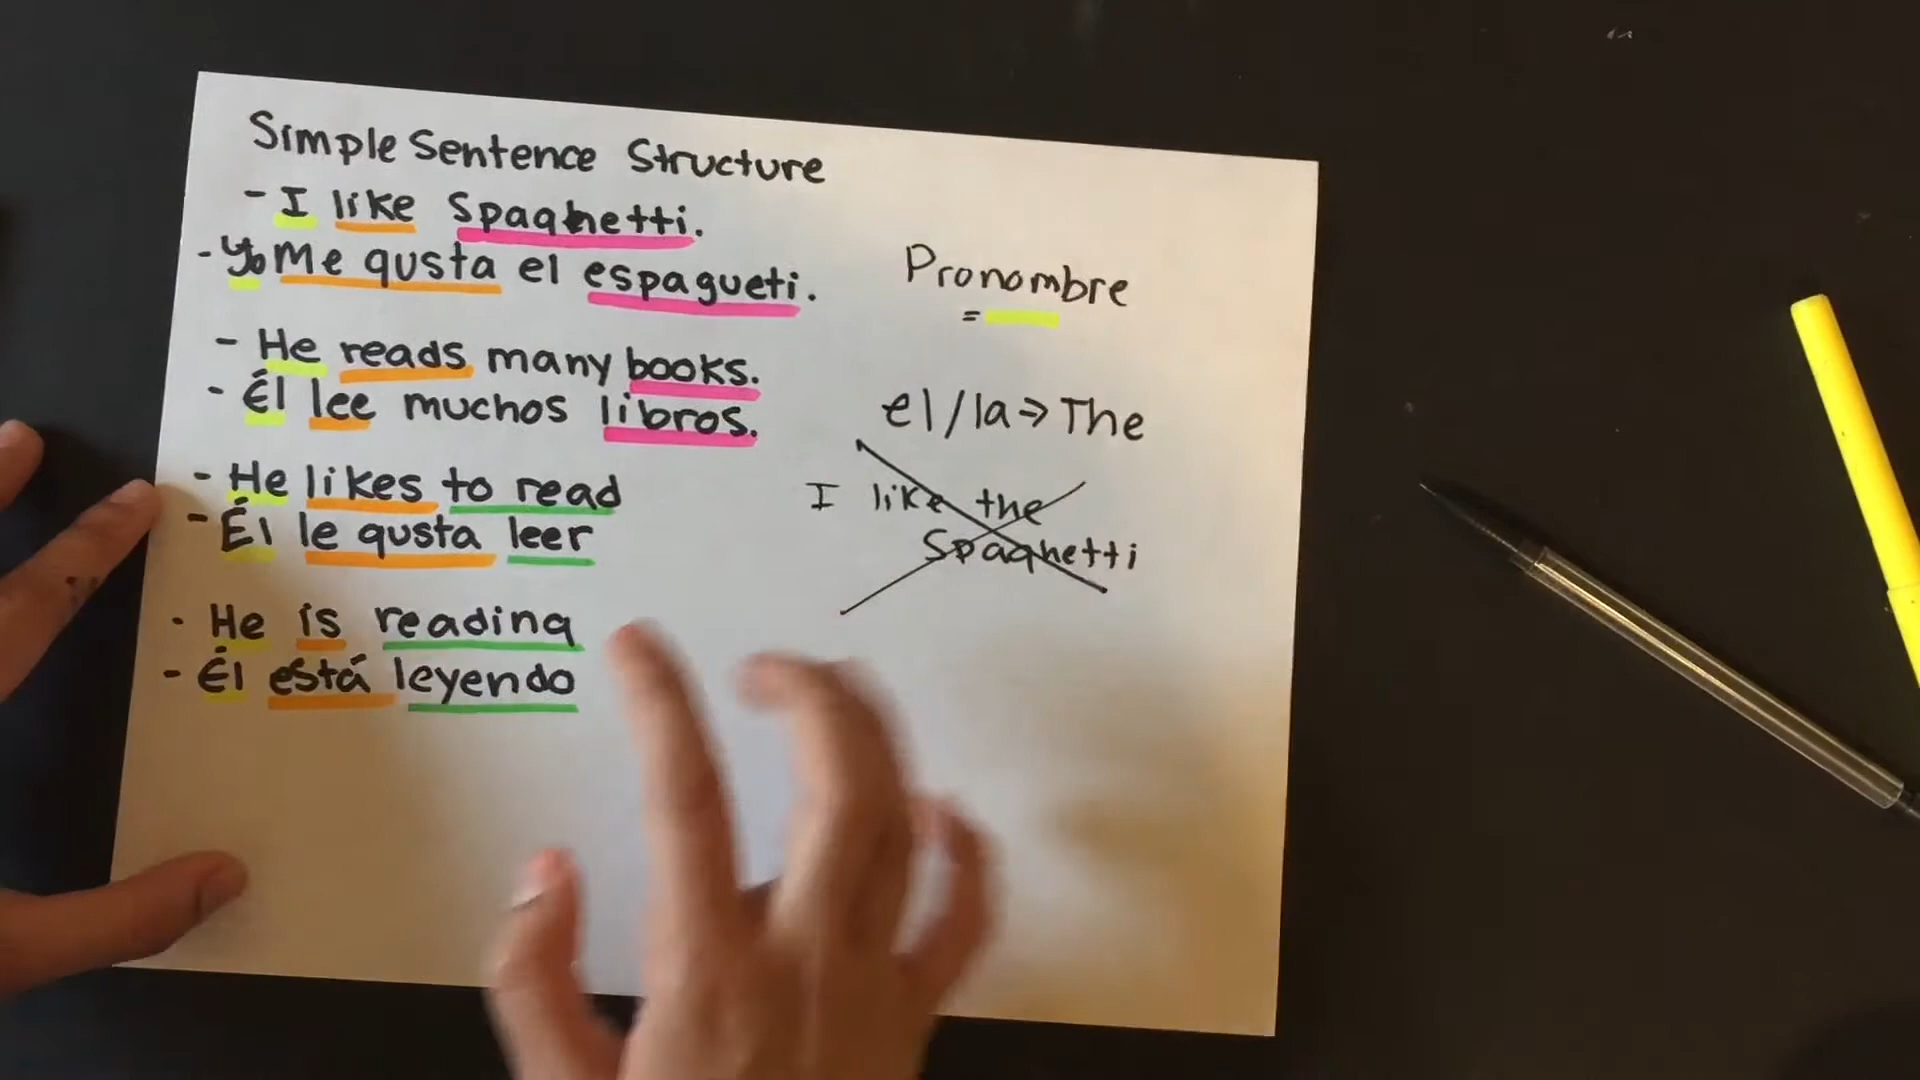 Simple Sentence Structure
- I like Spaghetti.
- Yo Me gusta el espagueti.
- He reads many books.
- Él lee muchos libros.
- He likes to read
- Él le gusta leer
- He is reading
- Él está leyendo
Pronombre
=
el/la → The
I like the
Spaghetti